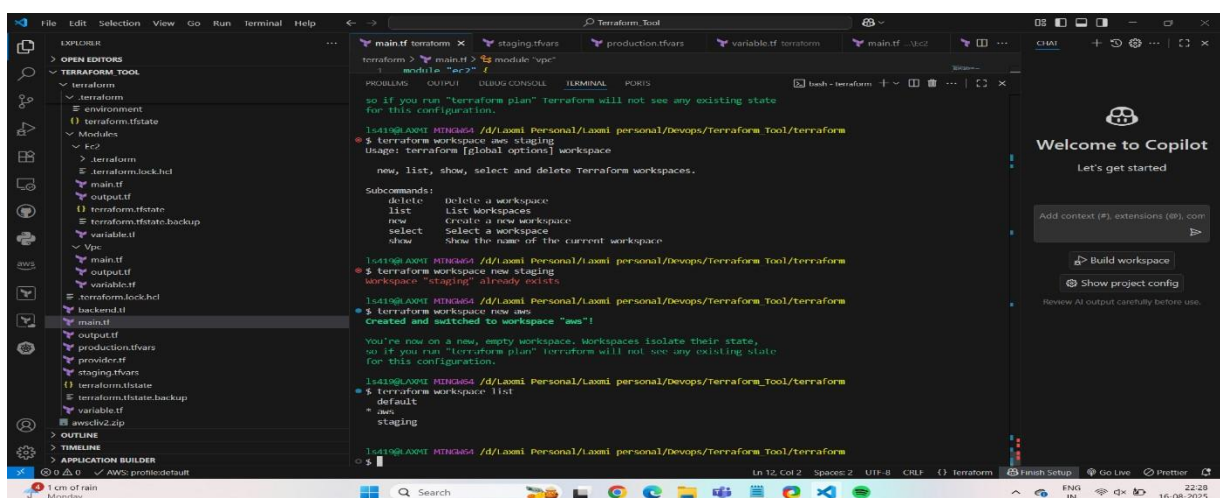 File Edit Selection View Go Run Terminal Help
Terraform_Tool
EXPLORER
main.tf terraform
staging.tfvars
production.tfvars
variable.tf terraform
main.tf ...\Ec2
CHAT
> OPEN EDITORS
TERRAFORM_TOOL
terraform
.terraform
environment
terraform.tfstate
Modules
Ec2
.terraform
.terraform.lock.hcl
main.tf
output.tf
terraform.tfstate
terraform.tfstate.backup
variable.tf
Vpc
main.tf
output.tf
variable.tf
.terraform.lock.hcl
backend.tf
main.tf
output.tf
production.tfvars
provider.tf
staging.tfvars
terraform.tfstate
terraform.tfstate.backup
variable.tf
awscliv2.zip
> OUTLINE
> TIMELINE
> APPLICATION BUILDER
terraform > main.tf > module "vpc"
1 module "ec2" {
PROBLEMS OUTPUT DEBUG CONSOLE TERMINAL PORTS
bash - terraform
so if you run "terraform plan" Terraform will not see any existing state
for this configuration.
ls419@LAXMI MINGW64 /d/Laxmi Personal/Laxmi personal/Devops/Terraform_Tool/terraform
$ terraform workspace aws staging
Usage: terraform [global options] workspace
new, list, show, select and delete Terraform workspaces.
Subcommands:
delete Delete a workspace
list List Workspaces
new Create a new workspace
select Select a workspace
show Show the name of the current workspace
ls419@LAXMI MINGW64 /d/Laxmi Personal/Laxmi personal/Devops/Terraform_Tool/terraform
$ terraform workspace new staging
Workspace "staging" already exists
ls419@LAXMI MINGW64 /d/Laxmi Personal/Laxmi personal/Devops/Terraform_Tool/terraform
$ terraform workspace new aws
Created and switched to workspace "aws"!
You're now on a new, empty workspace. Workspaces isolate their state,
so if you run "terraform plan" Terraform will not see any existing state
for this configuration.
ls419@LAXMI MINGW64 /d/Laxmi Personal/Laxmi personal/Devops/Terraform_Tool/terraform
$ terraform workspace list
default
* aws
staging
ls419@LAXMI MINGW64 /d/Laxmi Personal/Laxmi personal/Devops/Terraform_Tool/terraform
$
Welcome to Copilot
Let's get started
Add context (#), extensions (@), com
Build workspace
Show project config
Review AI output carefully before use.
aws
0 0 AWS: profile:default
Ln 12, Col 2 Spaces: 2 UTF-8 CRLF {} Terraform Finish Setup Go Live Prettier
4
1 cm of rain
Monday
Search
ENG
IN
22:28
16-08-2025